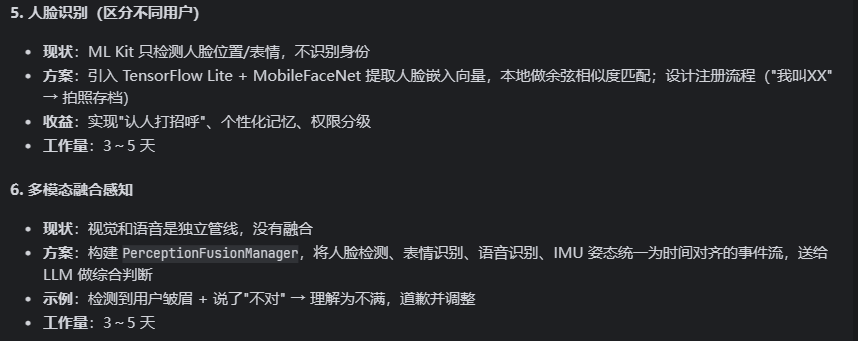 5. 人脸识别（区分不同用户）
• 现状：ML Kit 只检测人脸位置/表情，不识别身份
• 方案：引入 TensorFlow Lite + MobileFaceNet 提取人脸嵌入向量，本地做余弦相似度匹配；设计注册流程（"我叫XX"
→ 拍照存档）
• 收益：实现"认人打招呼"、个性化记忆、权限分级
• 工作量：3～5 天
6. 多模态融合感知
• 现状：视觉和语音是独立管线，没有融合
• 方案：构建 PerceptionFusionManager，将人脸检测、表情识别、语音识别、IMU 姿态统一为时间对齐的事件流，送给
LLM 做综合判断
• 示例：检测到用户皱眉 + 说了"不对" → 理解为不满，道歉并调整
• 工作量：3～5 天